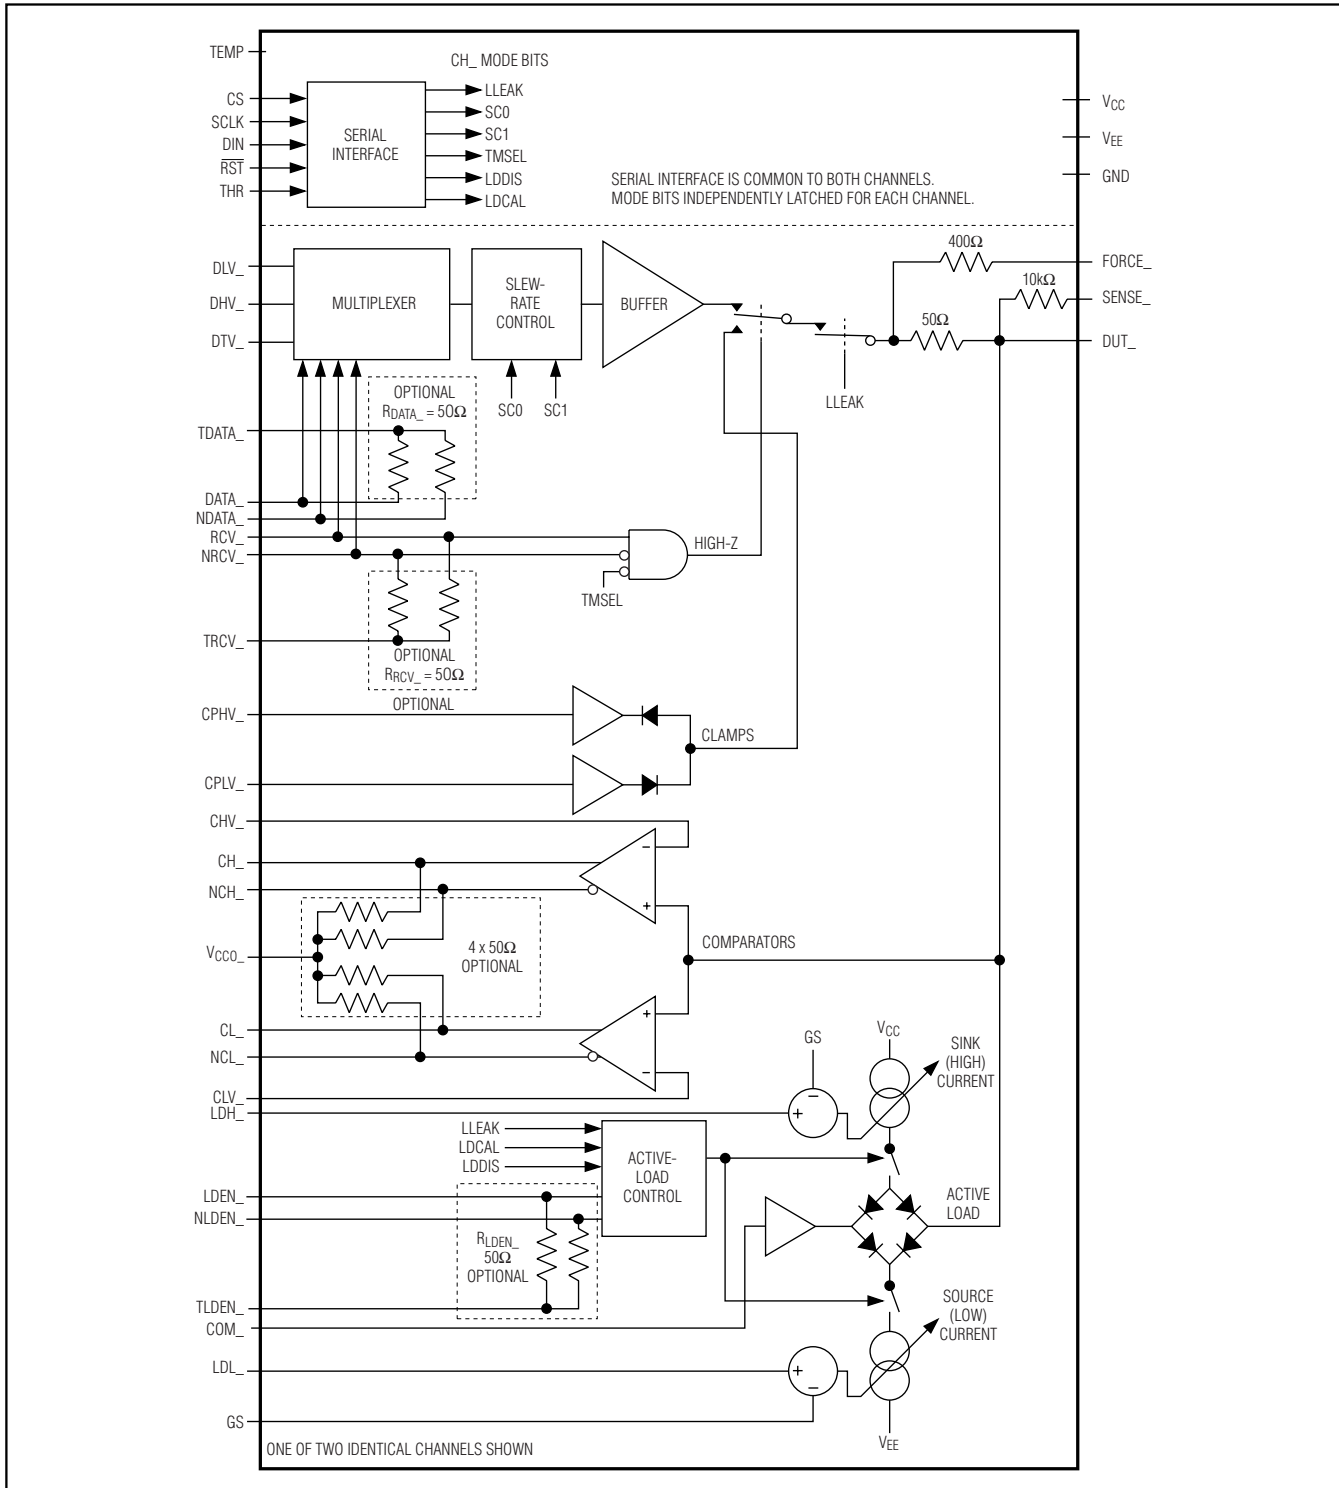 TEMP
CS
SCLK
DIN
RST
THR
SERIAL
INTERFACE
CH_ MODE BITS
LLEAK
SC0
SC1
TMSEL
LDDIS
LDCAL
SERIAL INTERFACE IS COMMON TO BOTH CHANNELS.
MODE BITS INDEPENDENTLY LATCHED FOR EACH CHANNEL.
VCC
VEE
GND
DLV_
DHV_
DTV_
MULTIPLEXER
SLEW-
RATE
CONTROL
BUFFER
SC0
SC1
LLEAK
400Ω
10kΩ
50Ω
FORCE_
SENSE_
DUT_
OPTIONAL
RDATA_ = 50Ω
TDATA_
DATA_
NDATA_
RCV_
NRCV_
TMSEL
HIGH-Z
TRCV_
OPTIONAL
RRCV_ = 50Ω
OPTIONAL
CPHV_
CPLV_
CLAMPS
CHV_
CH_
NCH_
VCCO_
4 x 50Ω
OPTIONAL
CL_
NCL_
CLV_
- +
+ -
COMPARATORS
LDH_
GS
+ -
VCC
SINK
(HIGH)
CURRENT
LLEAK
LDCAL
LDDIS
ACTIVE-
LOAD
CONTROL
LDEN_
NLDEN_
RLDEN_
50Ω
OPTIONAL
TLDEN_
COM_
ACTIVE
LOAD
SOURCE
(LOW)
CURRENT
LDL_
+ -
GS
VEE
ONE OF TWO IDENTICAL CHANNELS SHOWN